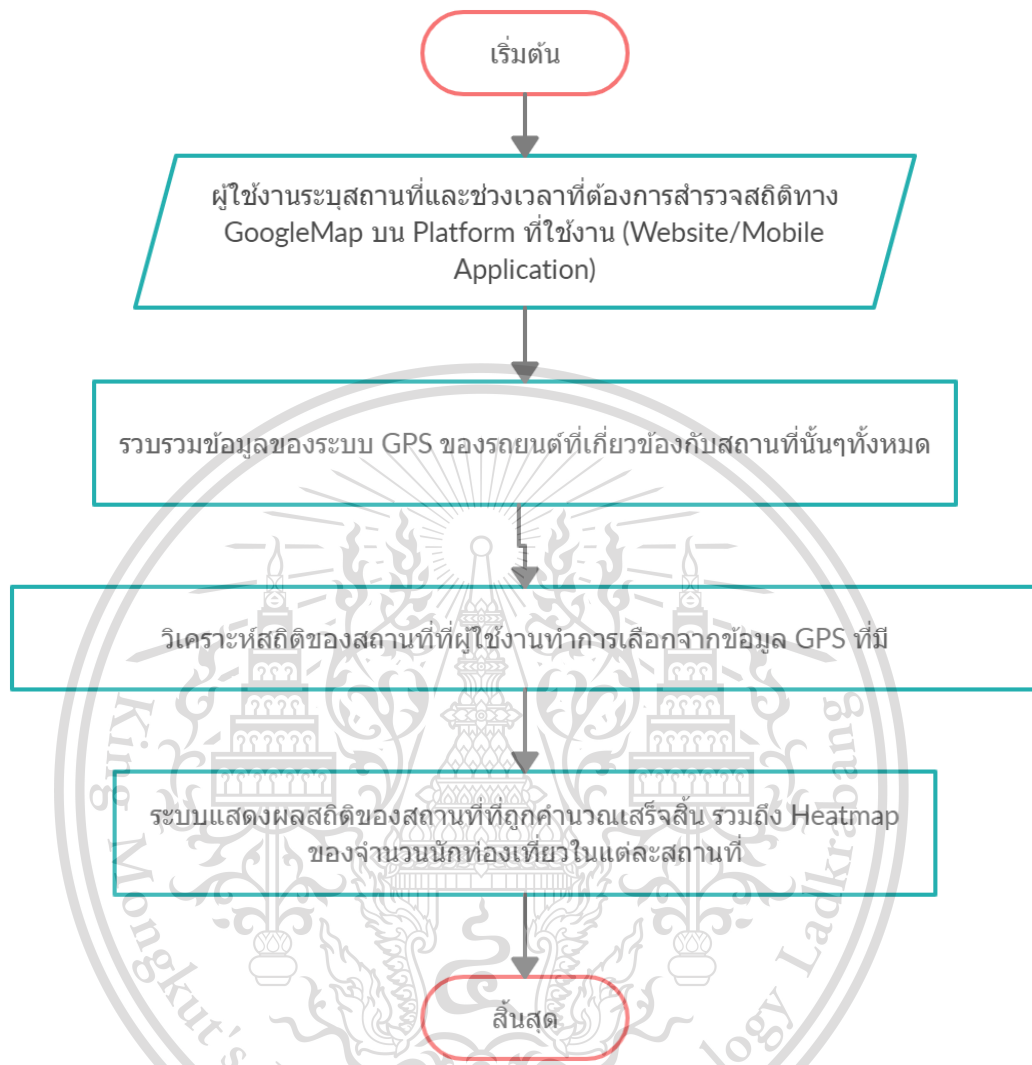 เริ่มต้น
ผู้ใช้งานระบุสถานที่และช่วงเวลาที่ต้องการสำรวจสถิติทาง
GoogleMap บน Platform ที่ใช้งาน (Website/Mobile
Application)
รวบรวมข้อมูลของระบบ GPS ของรถยนต์ที่เกี่ยวข้องกับสถานที่นั้นๆทั้งหมด
วิเคราะห์สถิติของสถานที่ที่ผู้ใช้งานทำการเลือกจากข้อมูล GPS ที่มี
ระบบแสดงผลสถิติของสถานที่ที่ถูกคำนวณเสร็จสิ้น รวมถึง Heatmap
ของจำนวนนักท่องเที่ยวในแต่ละสถานที่
สิ้นสุด
King Mongkut's
Ladkrabang